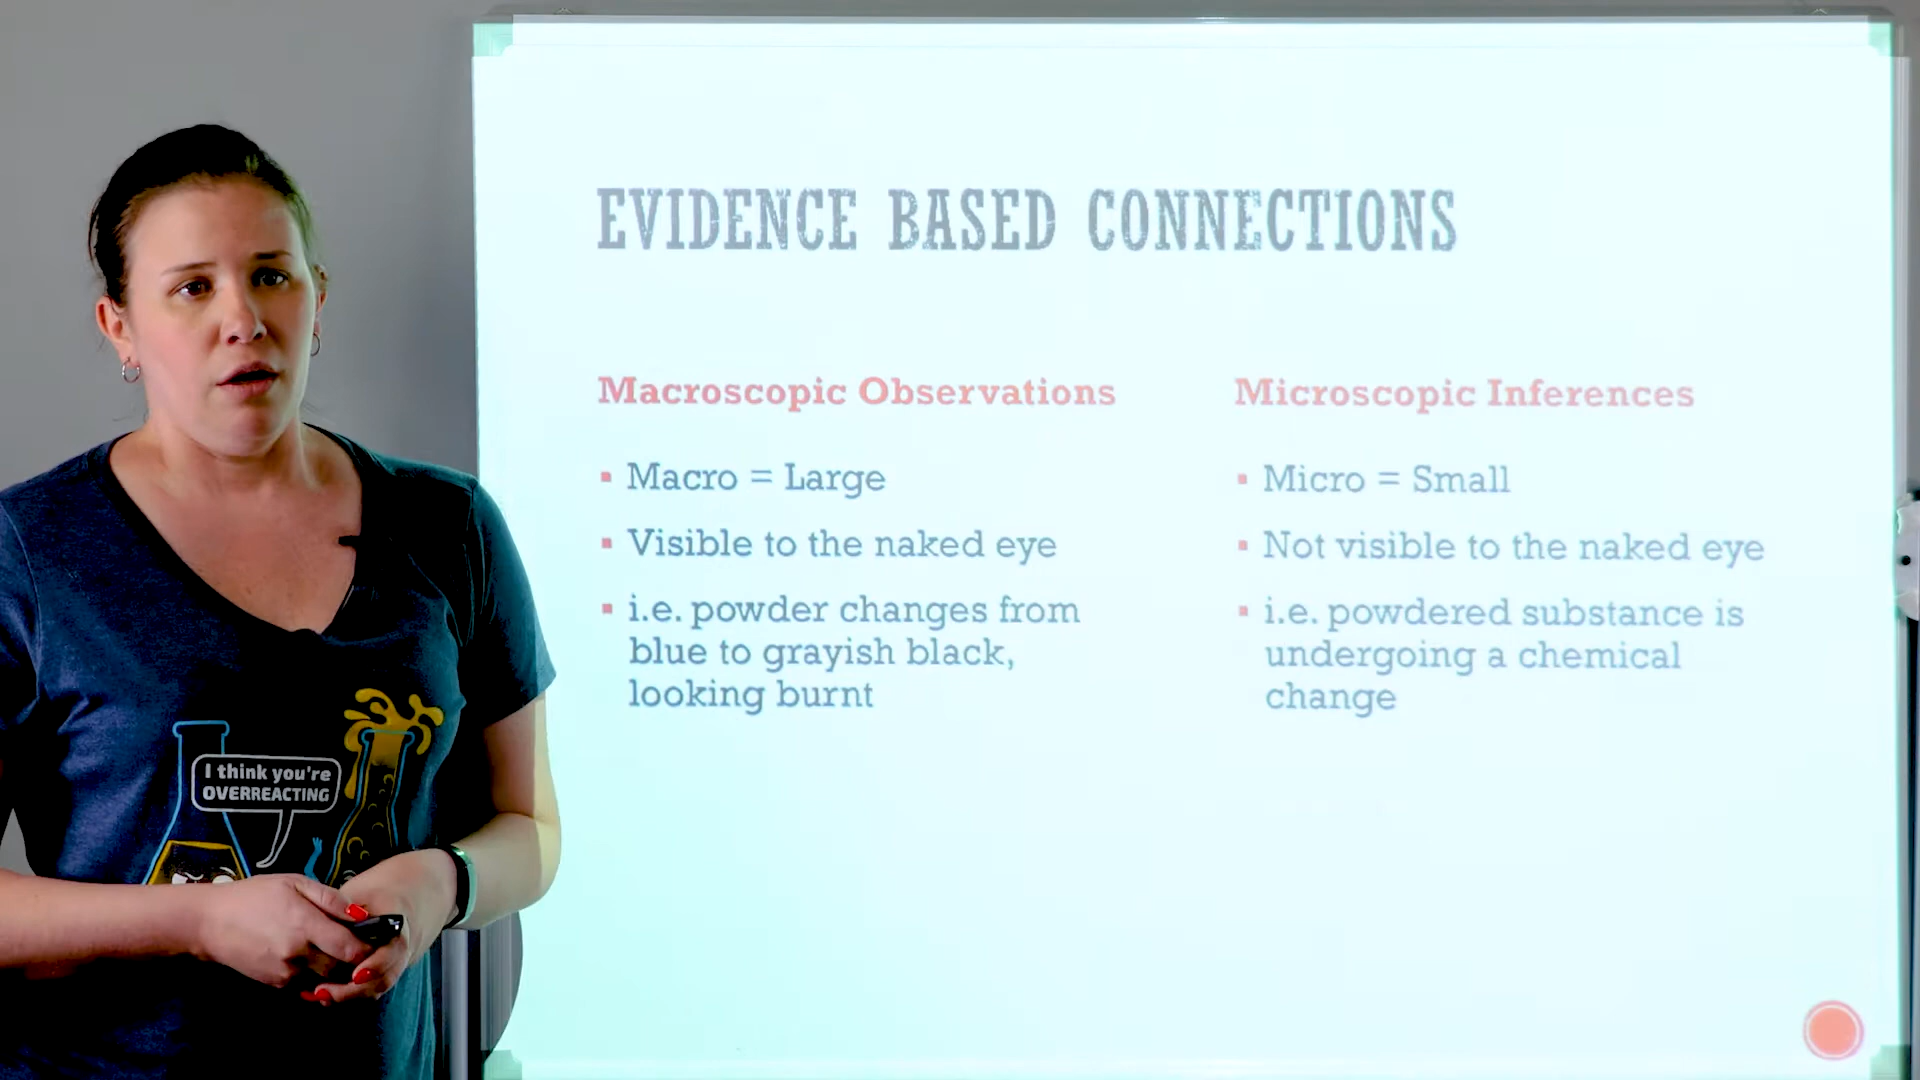 EVIDENCE BASED CONNECTIONS
Macroscopic Observations
▪ Macro = Large
▪ Visible to the naked eye
▪ i.e. powder changes from
blue to grayish black,
looking burnt
Microscopic Inferences
▪ Micro = Small
▪ Not visible to the naked eye
▪ i.e. powdered substance is
undergoing a chemical
change
I think you're
OVERREACTING